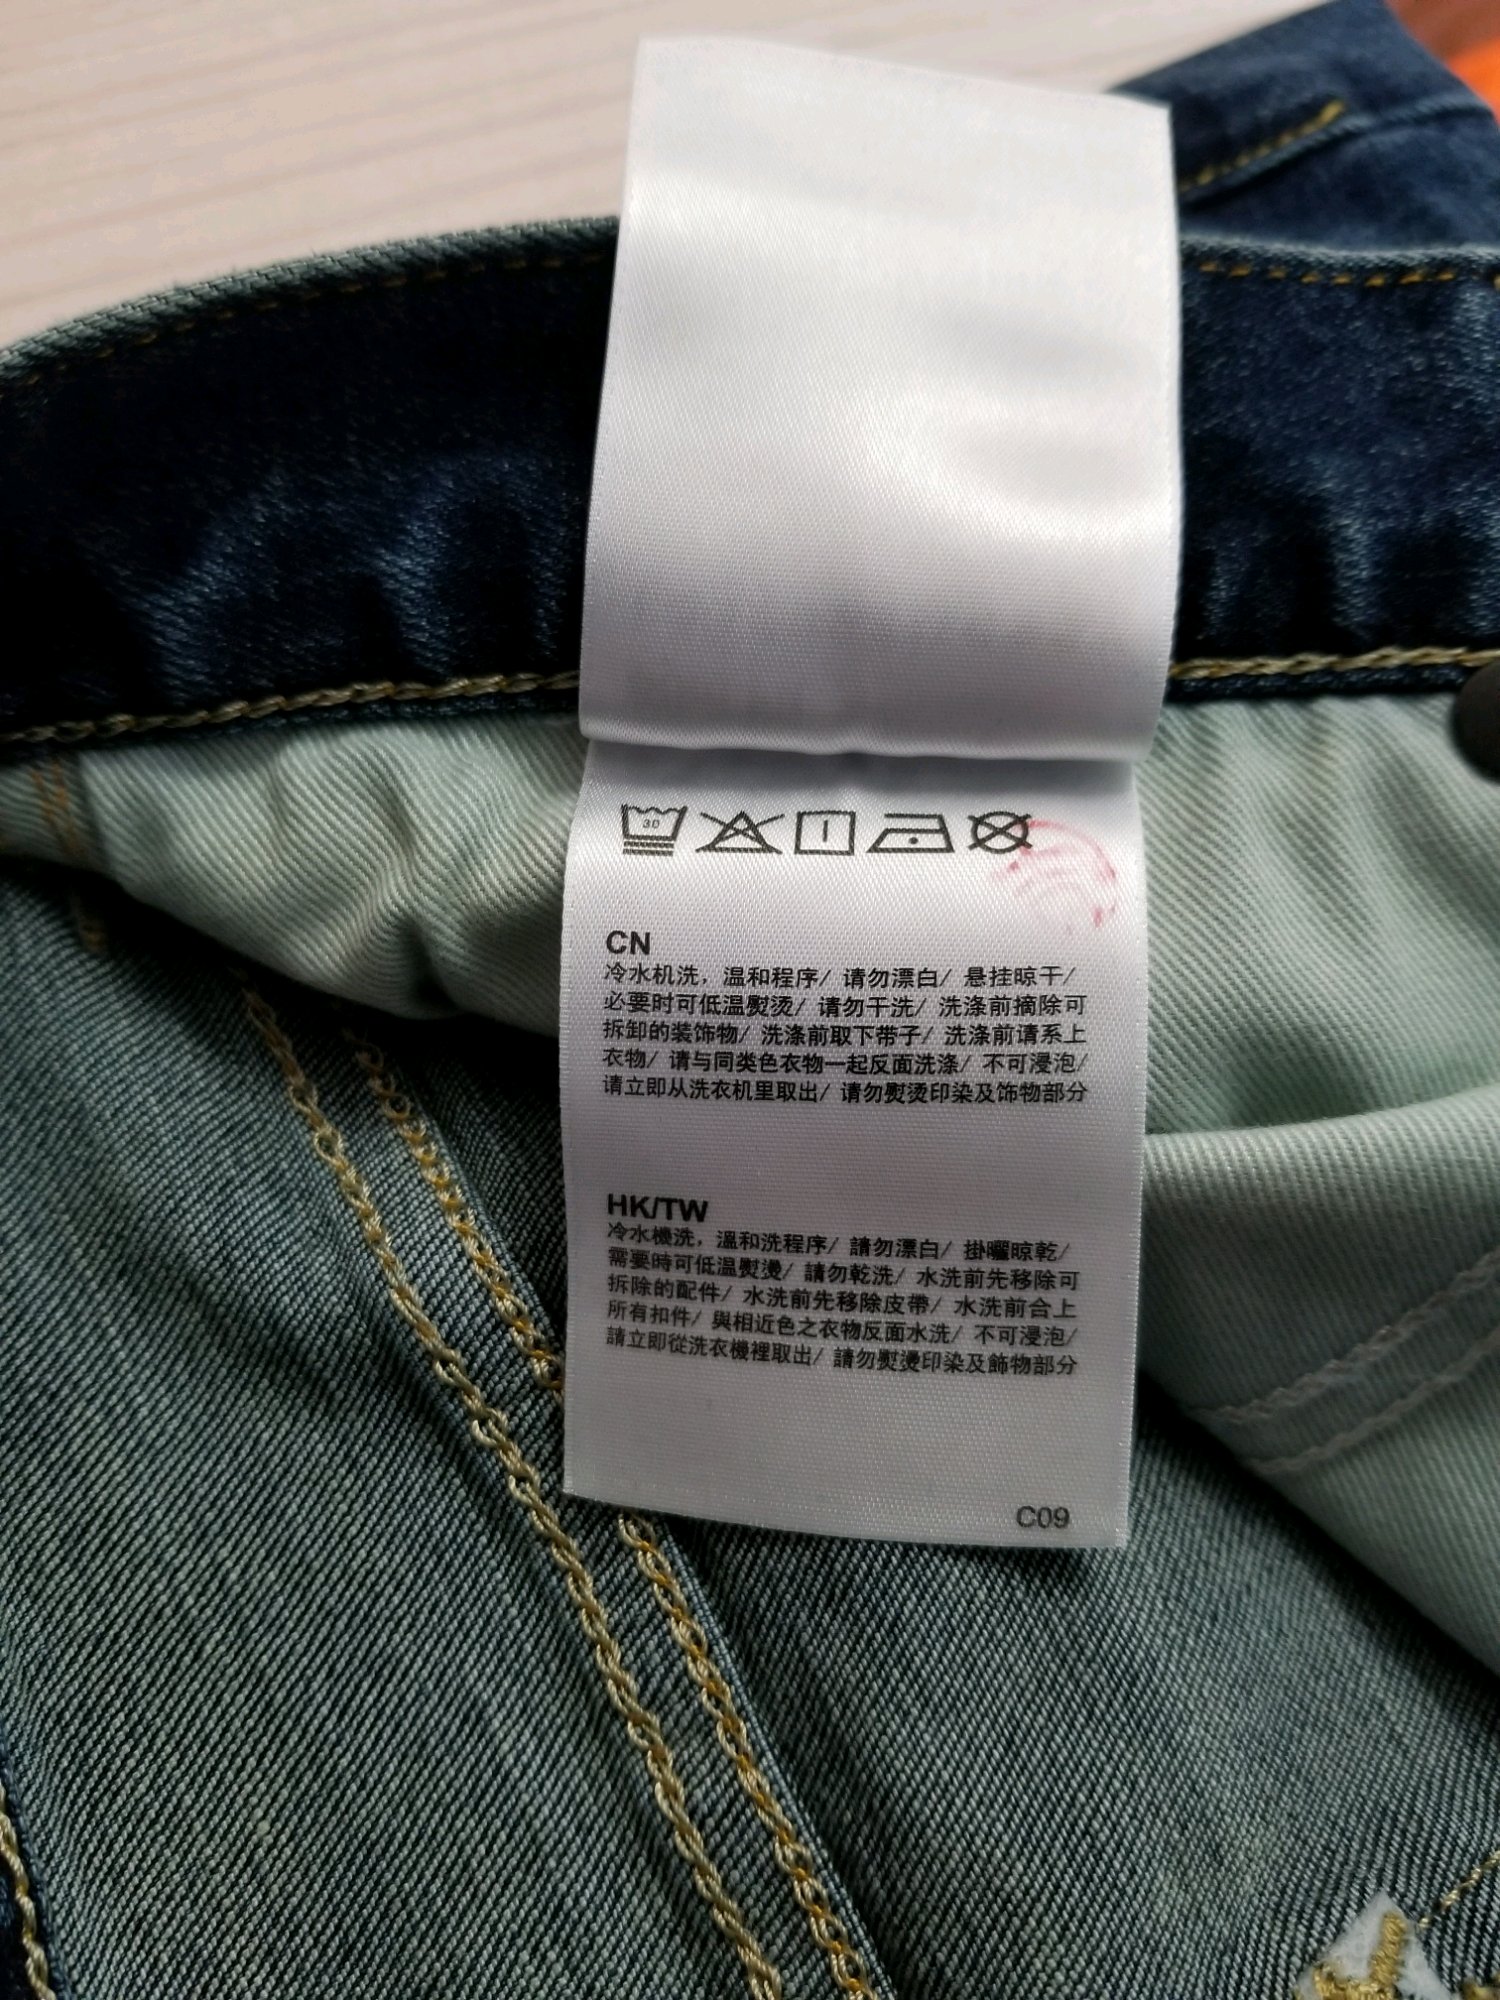 30
CN
冷水机洗，温和程序/ 请勿漂白/ 悬挂晾干/
必要时可低温熨烫/ 请勿干洗/ 洗涤前摘除可
拆卸的装饰物/ 洗涤前取下带子/ 洗涤前请系上
衣物/ 请与同类色衣物一起反面洗涤/ 不可浸泡/
请立即从洗衣机里取出/ 请勿熨烫印染及饰物部分
HK/TW
冷水機洗，溫和洗程序/ 請勿漂白/ 掛曬晾乾/
需要時可低溫熨燙/ 請勿乾洗/ 水洗前先移除可
拆除的配件/ 水洗前先移除皮帶/ 水洗前合上
所有扣件/ 與相近色之衣物反面水洗/ 不可浸泡/
請立即從洗衣機裡取出/ 請勿熨燙印染及飾物部分
C09